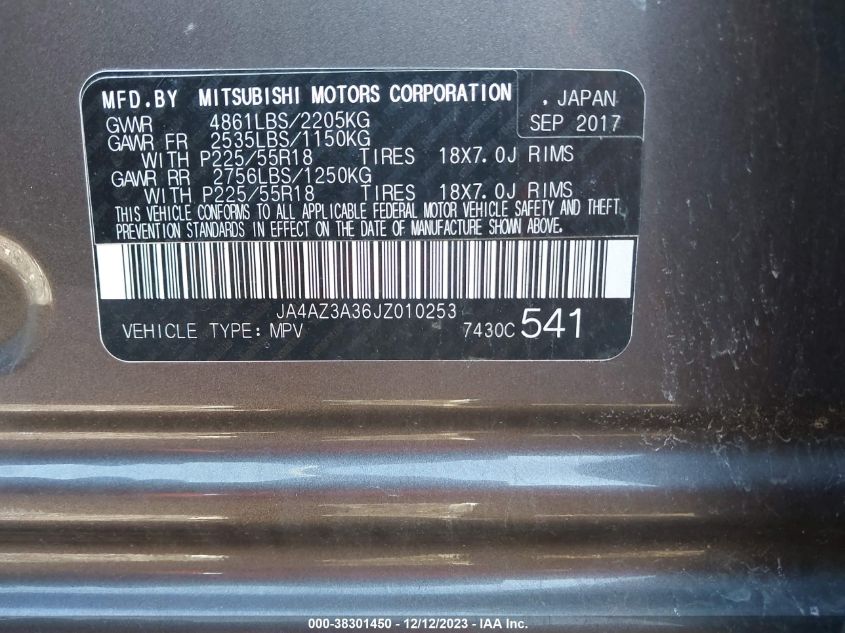 MFD.BY MITSUBISHI MOTORS CORPORATION . JAPAN
SEP 2017
GVWR 4861LBS/2205KG
GAWR FR 2535LBS/1150KG
WITH P225/55R18 TIRES 18X7.0J RIMS
GAWR RR 2756LBS/1250KG
WITH P225/55R18 TIRES 18X7.0J RIMS
THIS VEHICLE CONFORMS TO ALL APPLICABLE FEDERAL MOTOR VEHICLE SAFETY AND THEFT
PREVENTION STANDARDS IN EFFECT ON THE DATE OF MANUFACTURE SHOWN ABOVE.
JA4AZ3A36JZ010253
VEHICLE TYPE: MPV 7430C 541
000-38301450 - 12/12/2023 - IAA Inc.